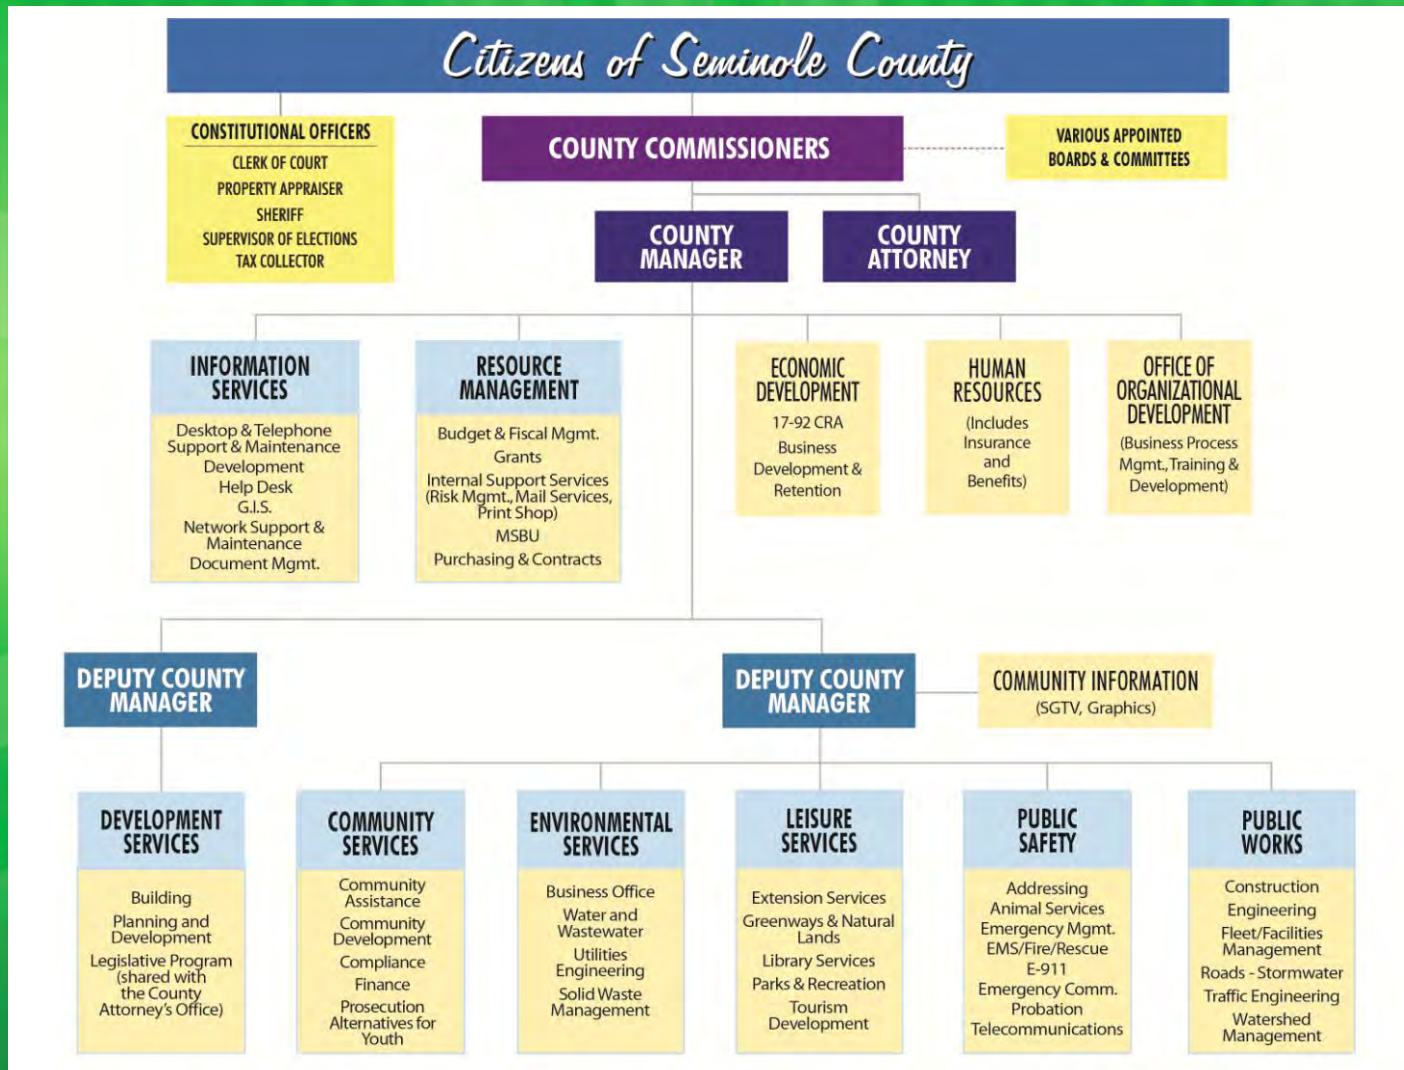 Citizens of Seminole County
CONSTITUTIONAL OFFICERS
CLERK OF COURT
PROPERTY APPRAISER
SHERIFF
SUPERVISOR OF ELECTIONS
TAX COLLECTOR
COUNTY COMMISSIONERS
VARIOUS APPOINTED
BOARDS & COMMITTEES
COUNTY
MANAGER
COUNTY
ATTORNEY
INFORMATION
SERVICES
Desktop & Telephone
Support & Maintenance
Development
Help Desk
G.I.S.
Network Support &
Maintenance
Document Mgmt.
RESOURCE
MANAGEMENT
Budget & Fiscal Mgmt.
Grants
Internal Support Services
(Risk Mgmt., Mail Services,
Print Shop)
MSBU
Purchasing & Contracts
ECONOMIC
DEVELOPMENT
17-92 CRA
Business
Development &
Retention
HUMAN
RESOURCES
(Includes
Insurance
and
Benefits)
OFFICE OF
ORGANIZATIONAL
DEVELOPMENT
(Business Process
Mgmt., Training &
Development)
DEPUTY COUNTY
MANAGER
DEPUTY COUNTY
MANAGER
COMMUNITY INFORMATION
(SGTV, Graphics)
DEVELOPMENT
SERVICES
Building
Planning and
Development
Legislative Program
(shared with
the County
Attorney's Office)
COMMUNITY
SERVICES
Community
Assistance
Community
Development
Compliance
Finance
Prosecution
Alternatives for
Youth
ENVIRONMENTAL
SERVICES
Business Office
Water and
Wastewater
Utilities
Engineering
Solid Waste
Management
LEISURE
SERVICES
Extension Services
Greenways & Natural
Lands
Library Services
Parks & Recreation
Tourism
Development
PUBLIC
SAFETY
Addressing
Animal Services
Emergency Mgmt.
EMS/Fire/Rescue
E-911
Emergency Comm.
Probation
Telecommunications
PUBLIC
WORKS
Construction
Engineering
Fleet/Facilities
Management
Roads - Stormwater
Traffic Engineering
Watershed
Management